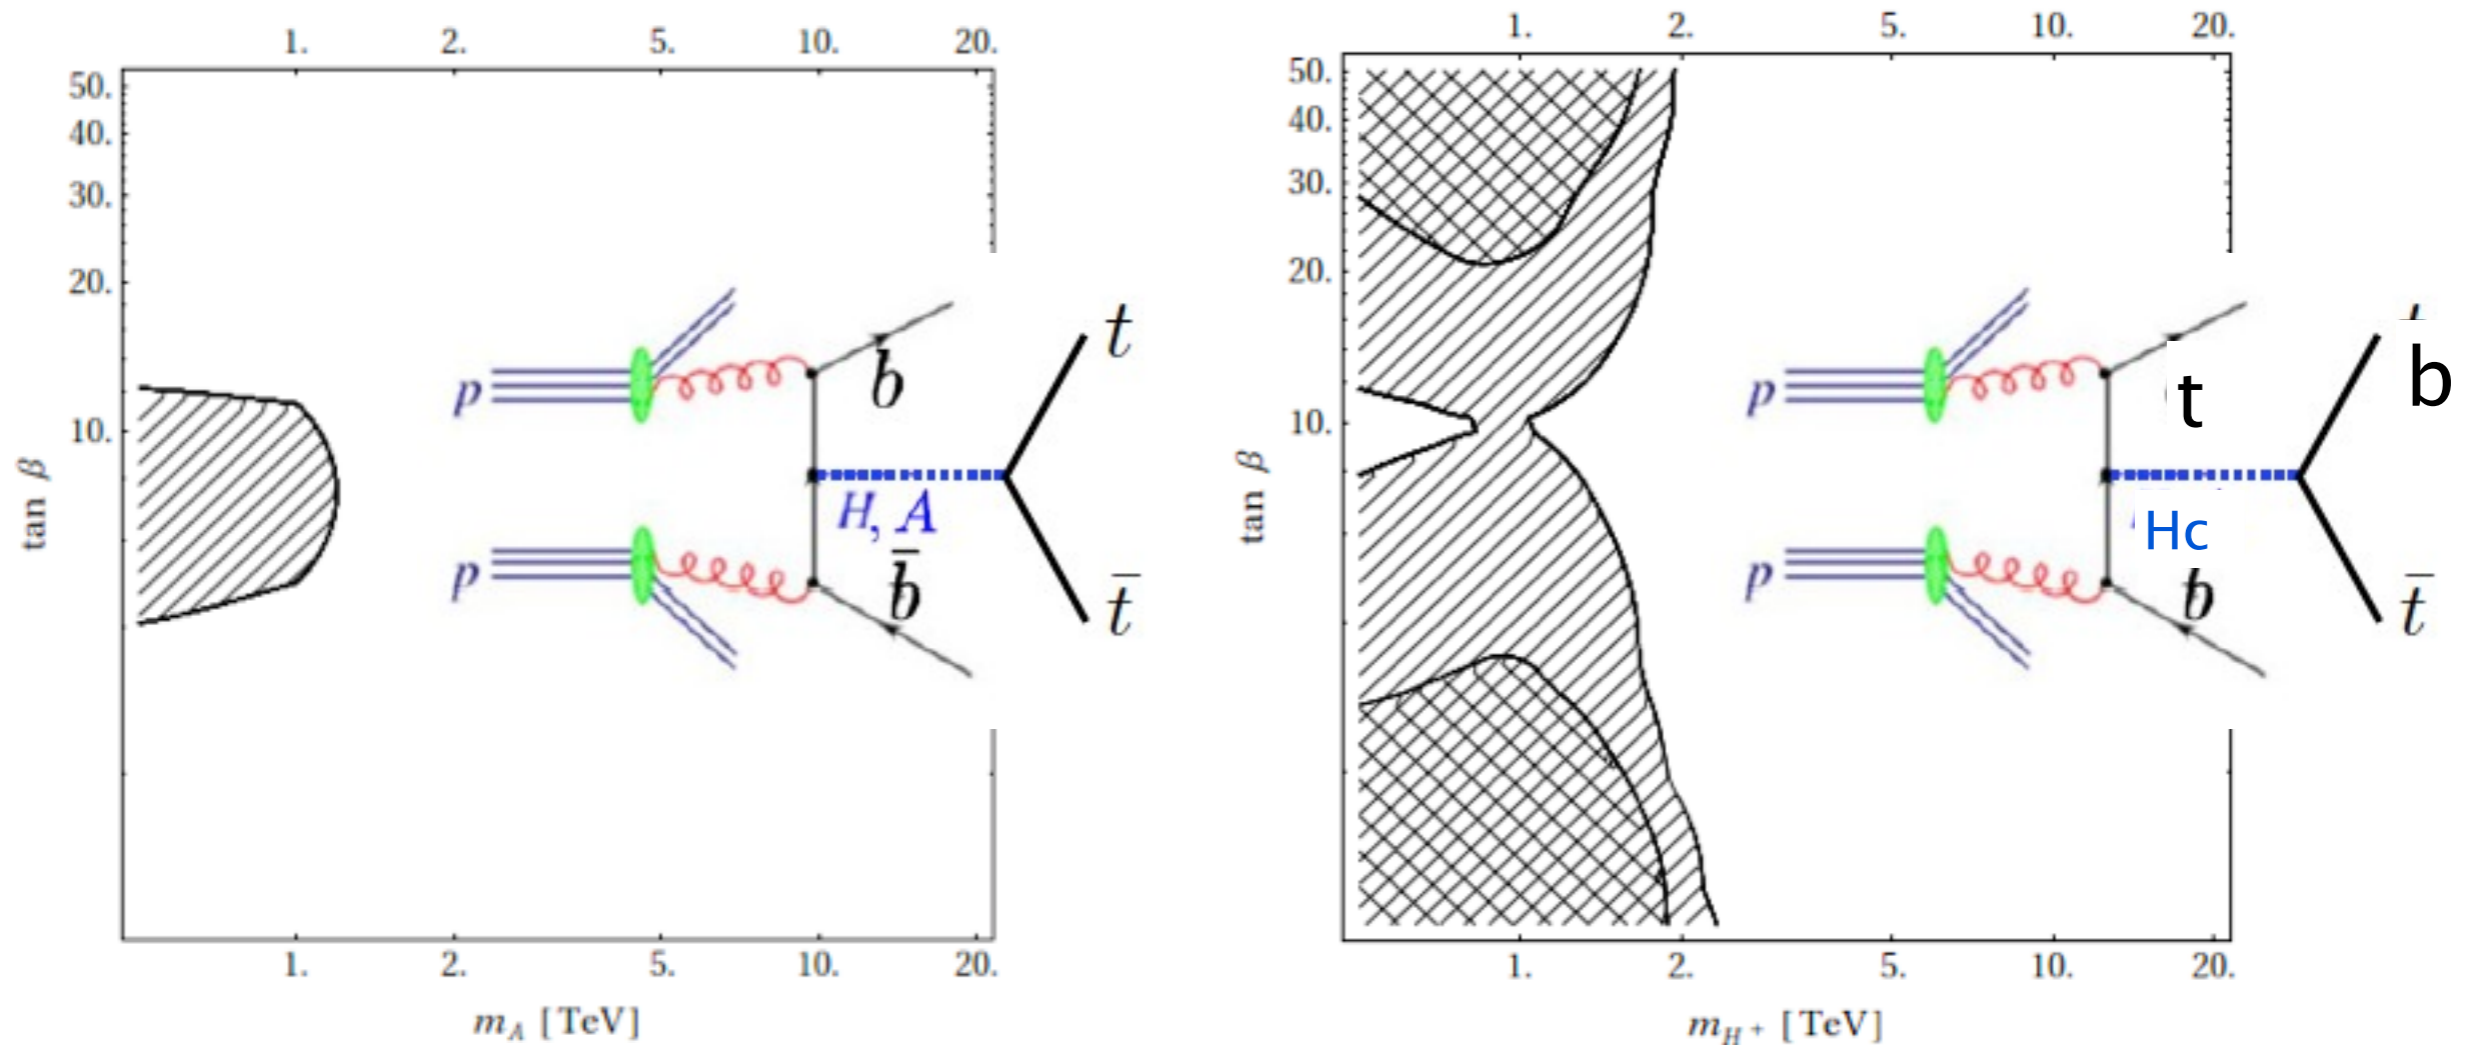 1. 2. 5. 10. 20.
50.
40.
30.
20.
10.
tan β
p
p
b
H, A
b̄
t
t̄
1. 2. 5. 10. 20.
m_A [TeV]
1. 2. 5. 10. 20.
50.
40.
30.
20.
10.
tan β
p
p
t
Hc
b
b
t̄
1. 2. 5. 10. 20.
m_H+ [TeV]